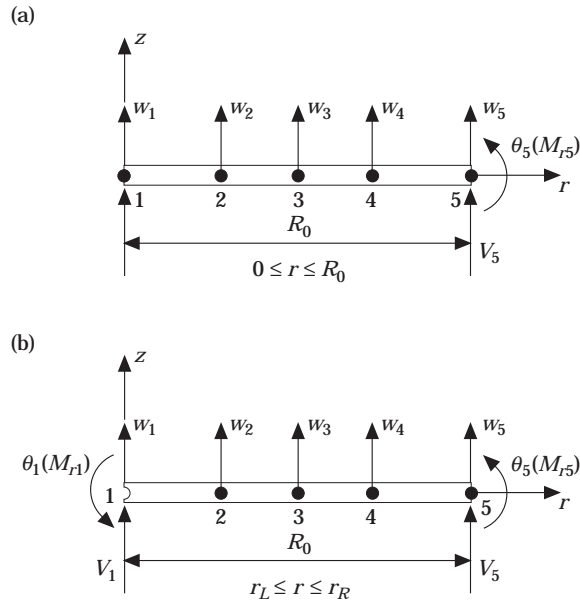 (a)
z
w1 w2 w3 w4 w5
θ5(Mr5)
r
1 2 3 4 5
R0
V5
0 ≤ r ≤ R0
(b)
z
w1 w2 w3 w4 w5
θ1(Mr1) θ5(Mr5)
r
1 2 3 4 5
R0
V1 V5
rL ≤ r ≤ rR